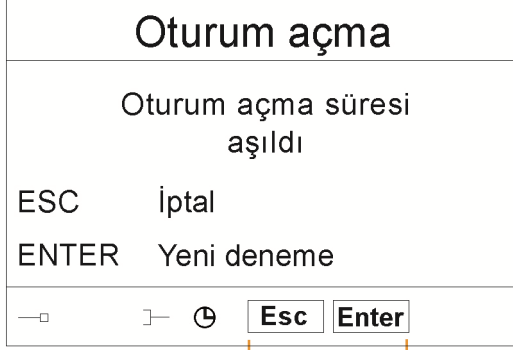 Oturum açma
Oturum açma süresi
aşıldı
ESC İptal
ENTER Yeni deneme
Esc Enter